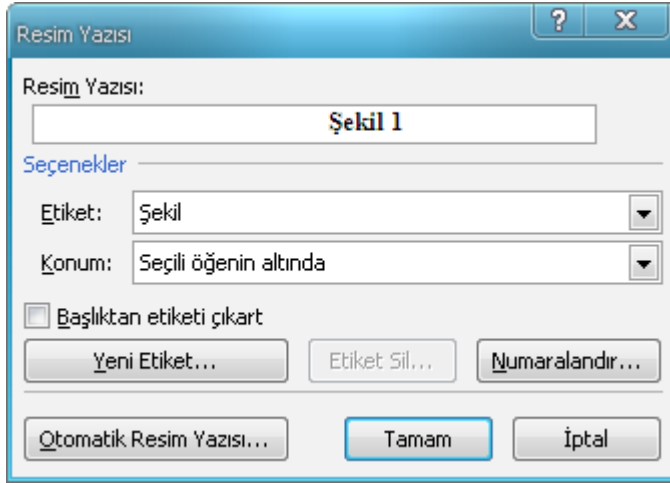 Resim Yazısı
Resim Yazısı:
Şekil 1
Seçenekler
Etiket: Şekil
Konum: Seçili öğenin altında
Başlıktan etiketi çıkart
Yeni Etiket... Etiket Sil... Numaralandır...
Otomatik Resim Yazısı... Tamam İptal